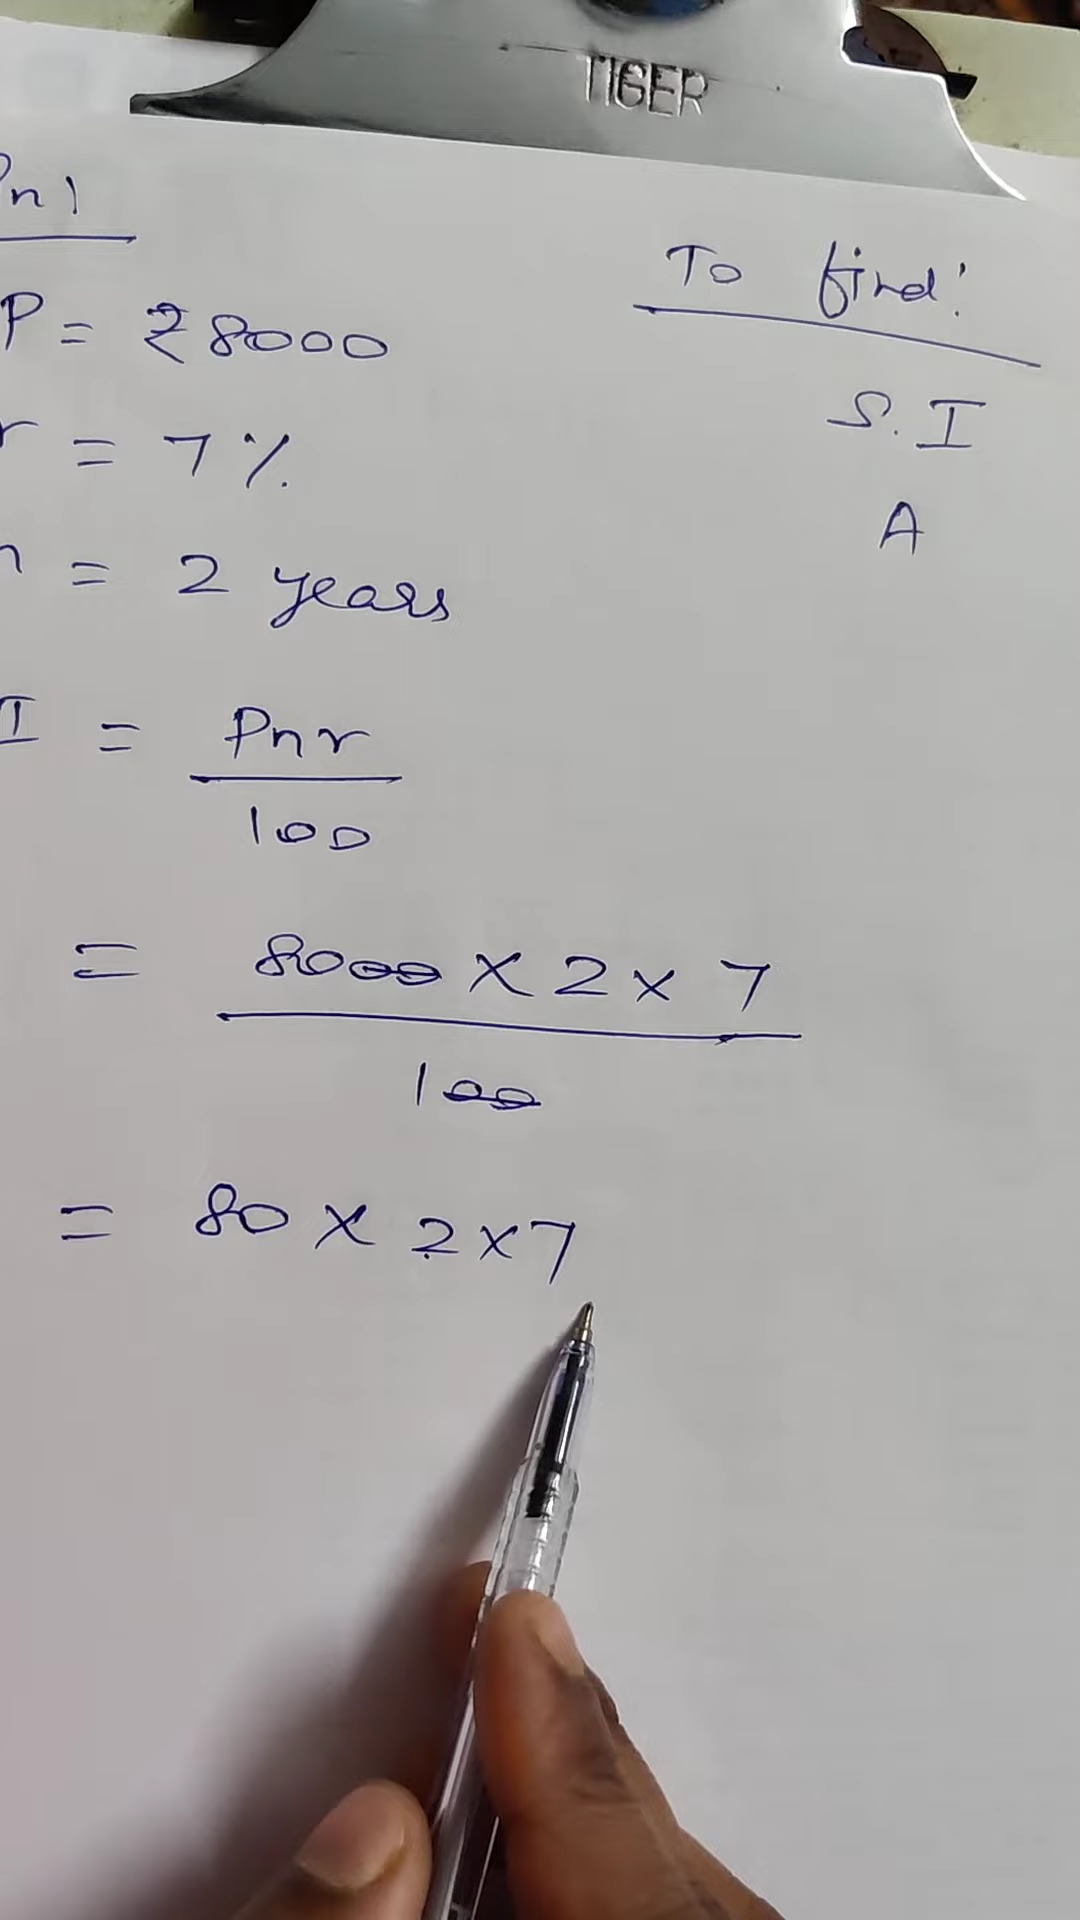 TIGER
n)
To find:
P = ₹8000
S.I
r = 7%
A
n = 2 years
I = Pnr
100
= 8000 × 2 × 7
100
= 80 × 2 × 7